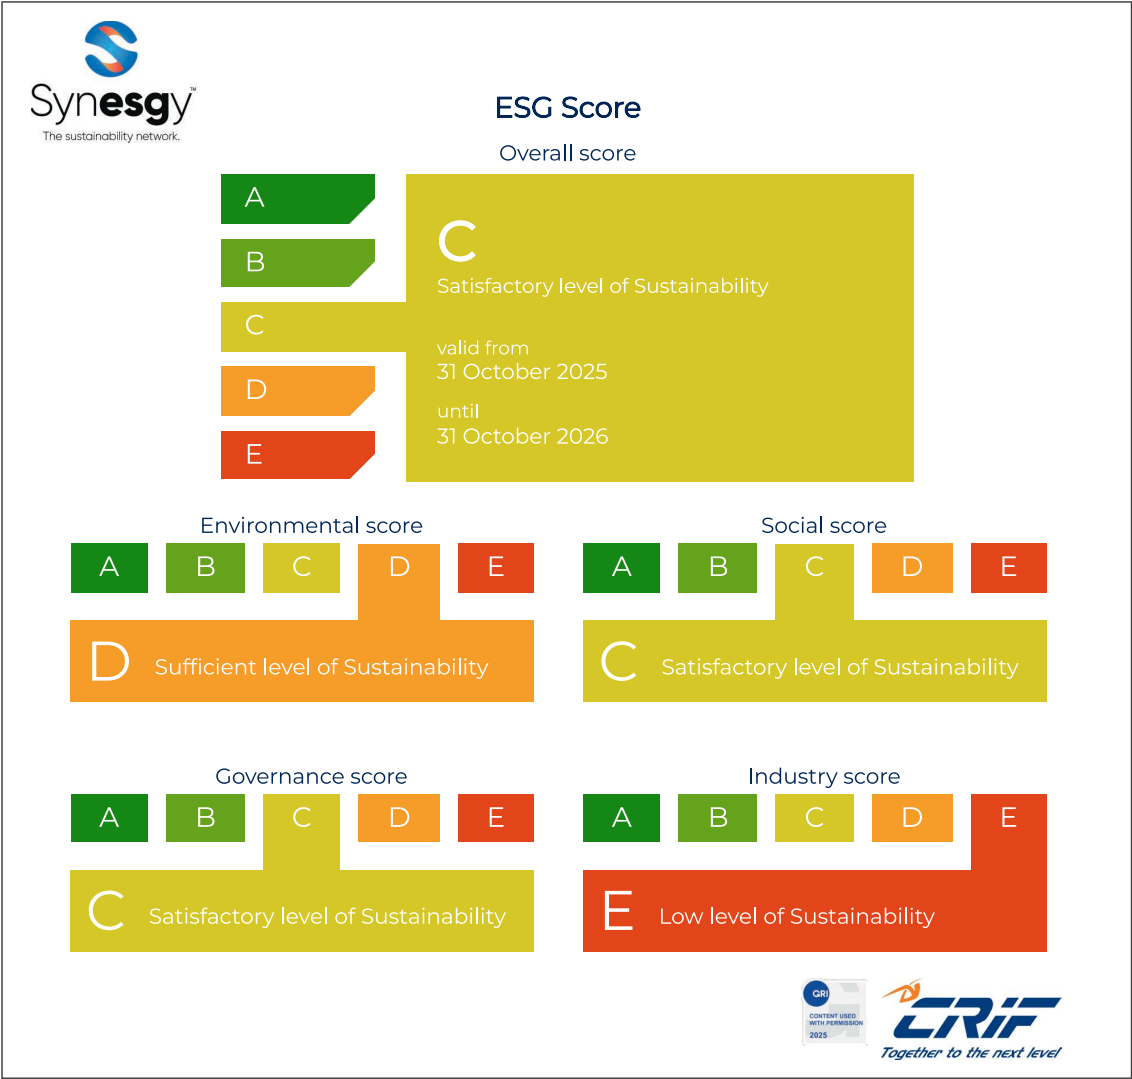 Synesgy™
The sustainability network.
ESG Score
Overall score
A
B
C
D
E
C
Satisfactory level of Sustainability
valid from
31 October 2025
until
31 October 2026
Environmental score
A B C D E
D Sufficient level of Sustainability
Social score
A B C D E
C Satisfactory level of Sustainability
Governance score
A B C D E
C Satisfactory level of Sustainability
Industry score
A B C D E
E Low level of Sustainability
GRI
CONTENT USED
WITH PERMISSION
2025
CRIF
Together to the next level